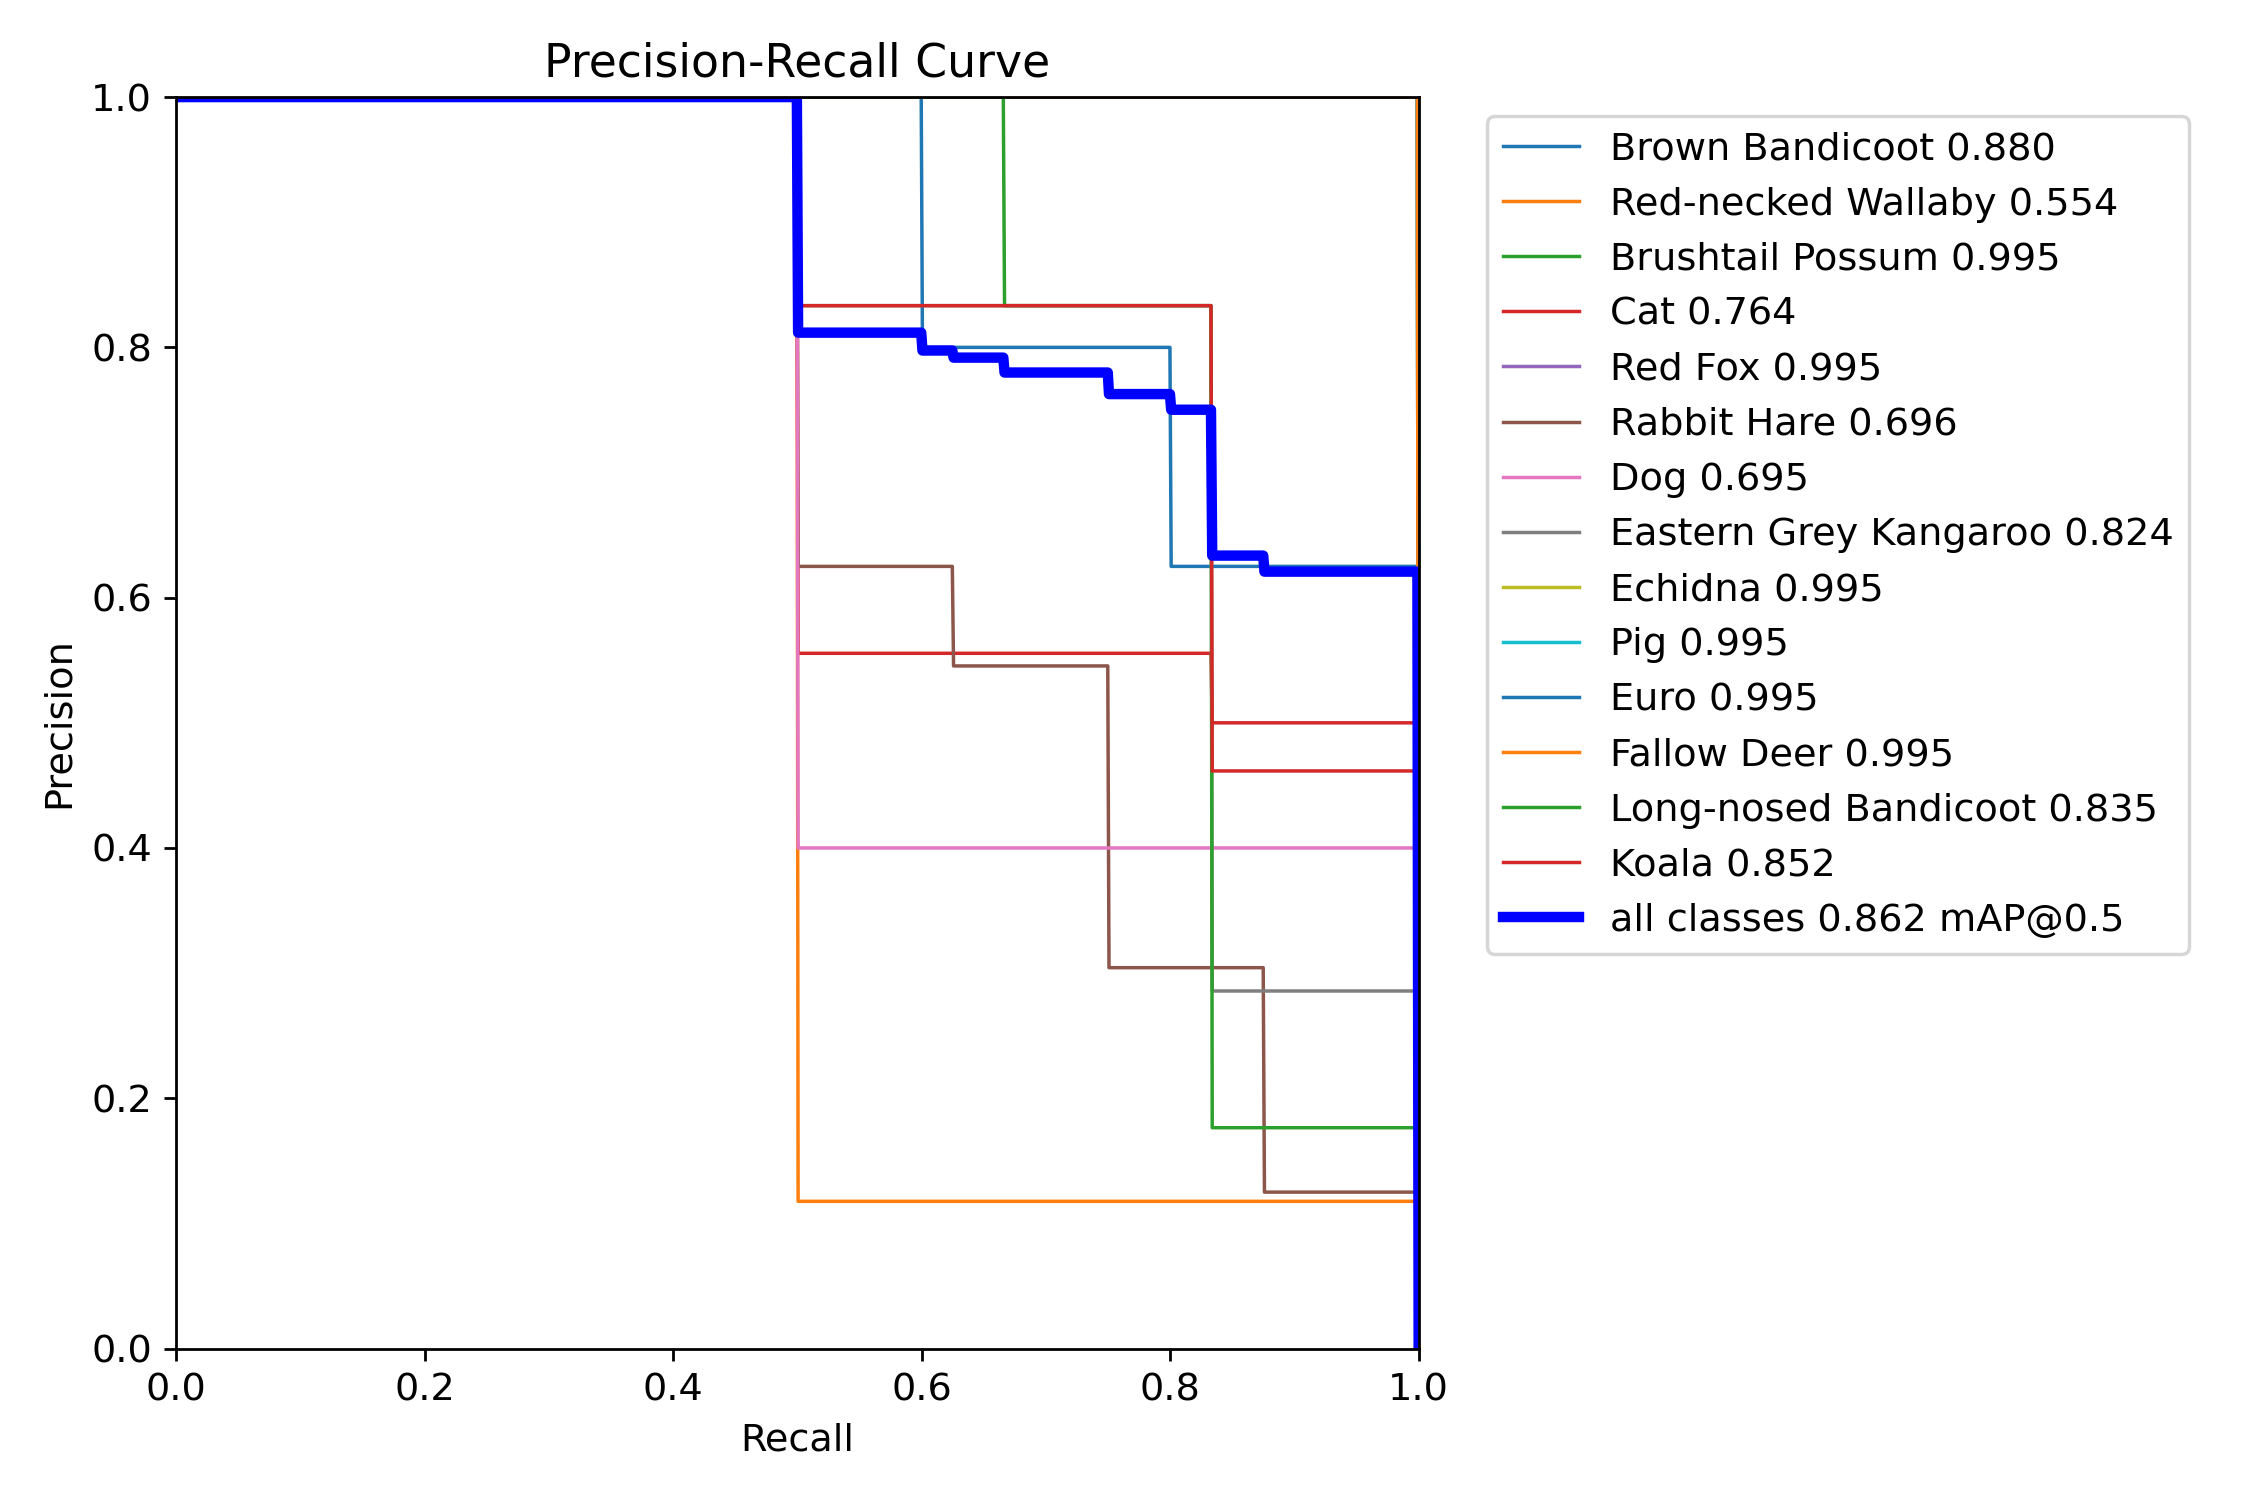 Precision-Recall Curve
1.0
0.8
0.6
0.4
0.2
0.0
Precision
0.0 0.2 0.4 0.6 0.8 1.0
Recall
Brown Bandicoot 0.880
Red-necked Wallaby 0.554
Brushtail Possum 0.995
Cat 0.764
Red Fox 0.995
Rabbit Hare 0.696
Dog 0.695
Eastern Grey Kangaroo 0.824
Echidna 0.995
Pig 0.995
Euro 0.995
Fallow Deer 0.995
Long-nosed Bandicoot 0.835
Koala 0.852
all classes 0.862 mAP@0.5